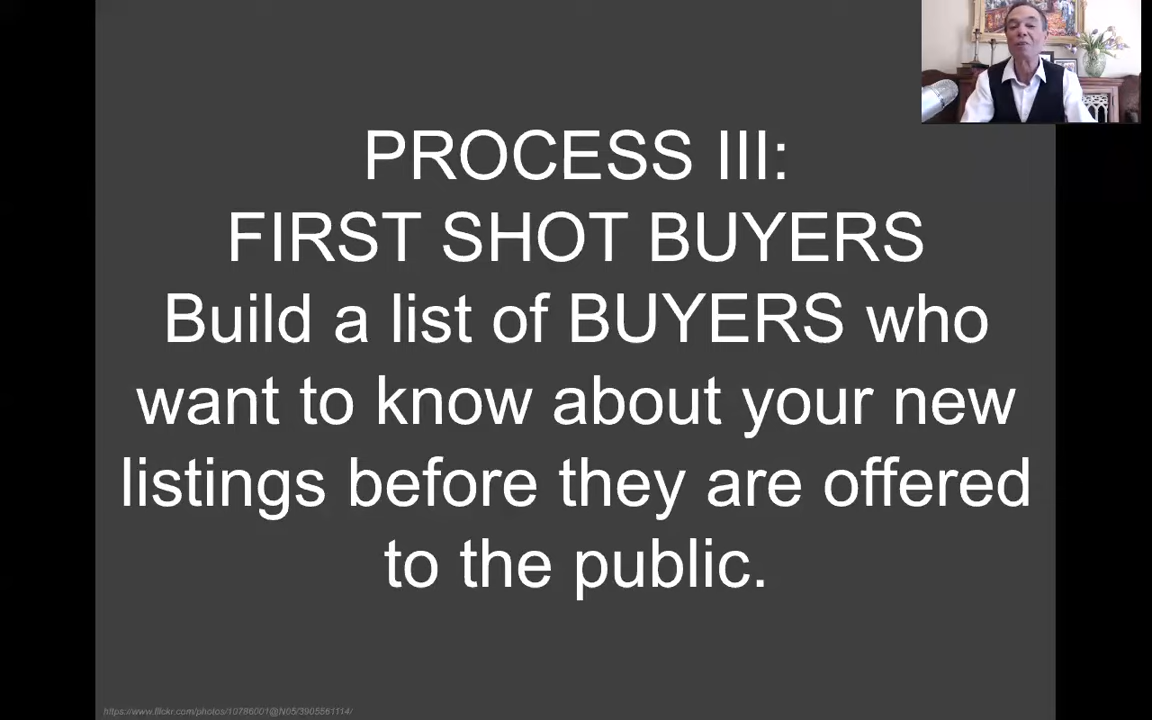 PROCESS III:
FIRST SHOT BUYERS
Build a list of BUYERS who
want to know about your new
listings before they are offered
to the public.
https://www.flickr.com/photos/10786001@N05/3905561114/